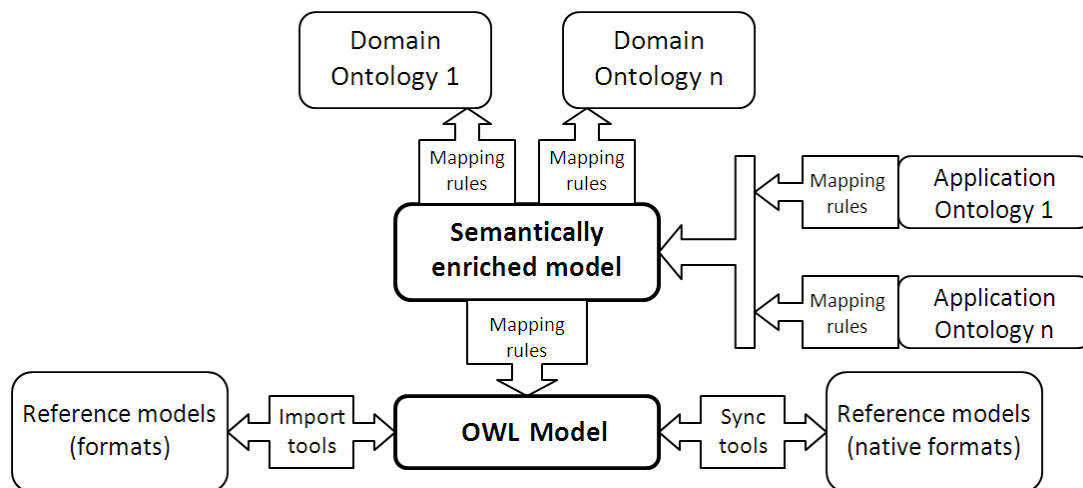 Domain
Ontology 1
Domain
Ontology n
Mapping
rules
Mapping
rules
Mapping
rules
Application
Ontology 1
Semantically
enriched model
Mapping
rules
Application
Ontology n
Mapping
rules
Reference models
(formats)
Import
tools
OWL Model
Sync
tools
Reference models
(native formats)